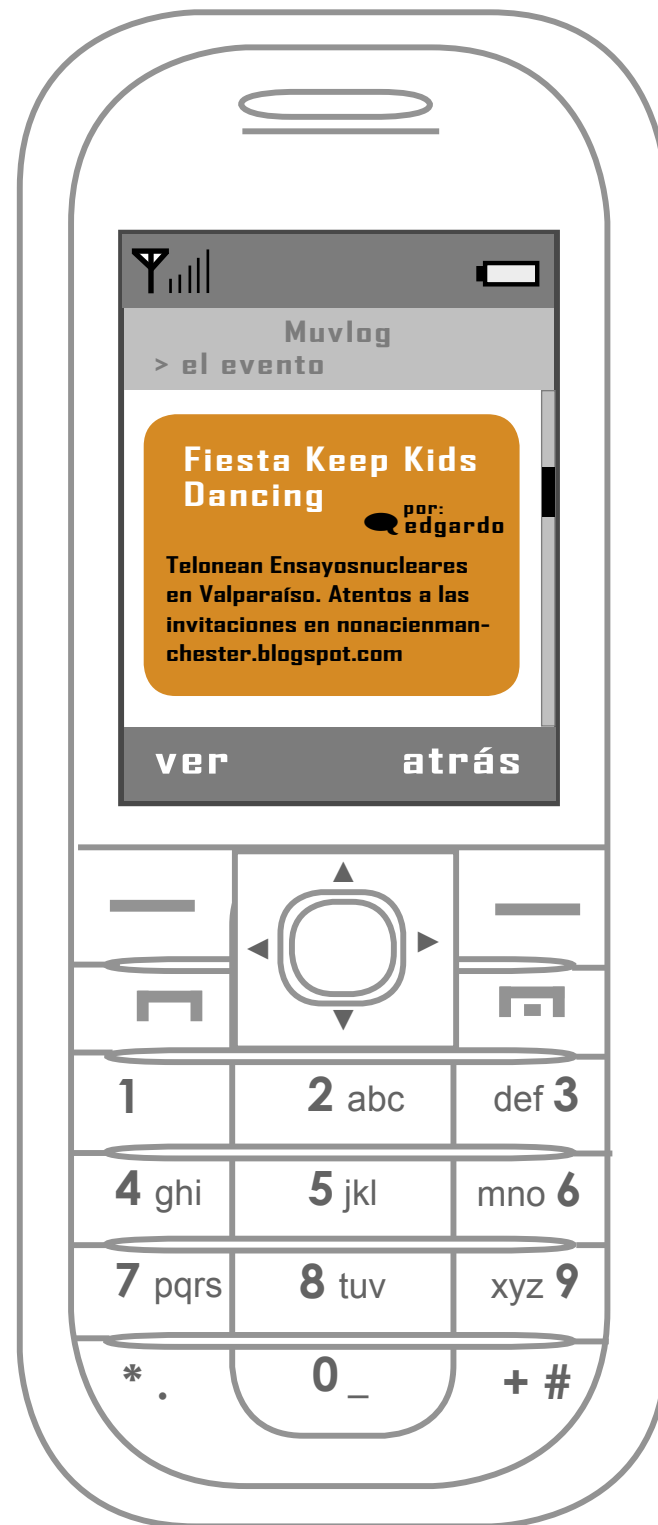 Muvlog
> el evento
Fiesta Keep Kids
Dancing
por:
edgardo
Telonean Ensayosnucleares
en Valparaíso. Atentos a las
invitaciones en nonacienman-
chester.blogspot.com
ver atrás
1 2 abc def 3
4 ghi 5 jkl mno 6
7 pqrs 8 tuv xyz 9
* . 0 _ + #